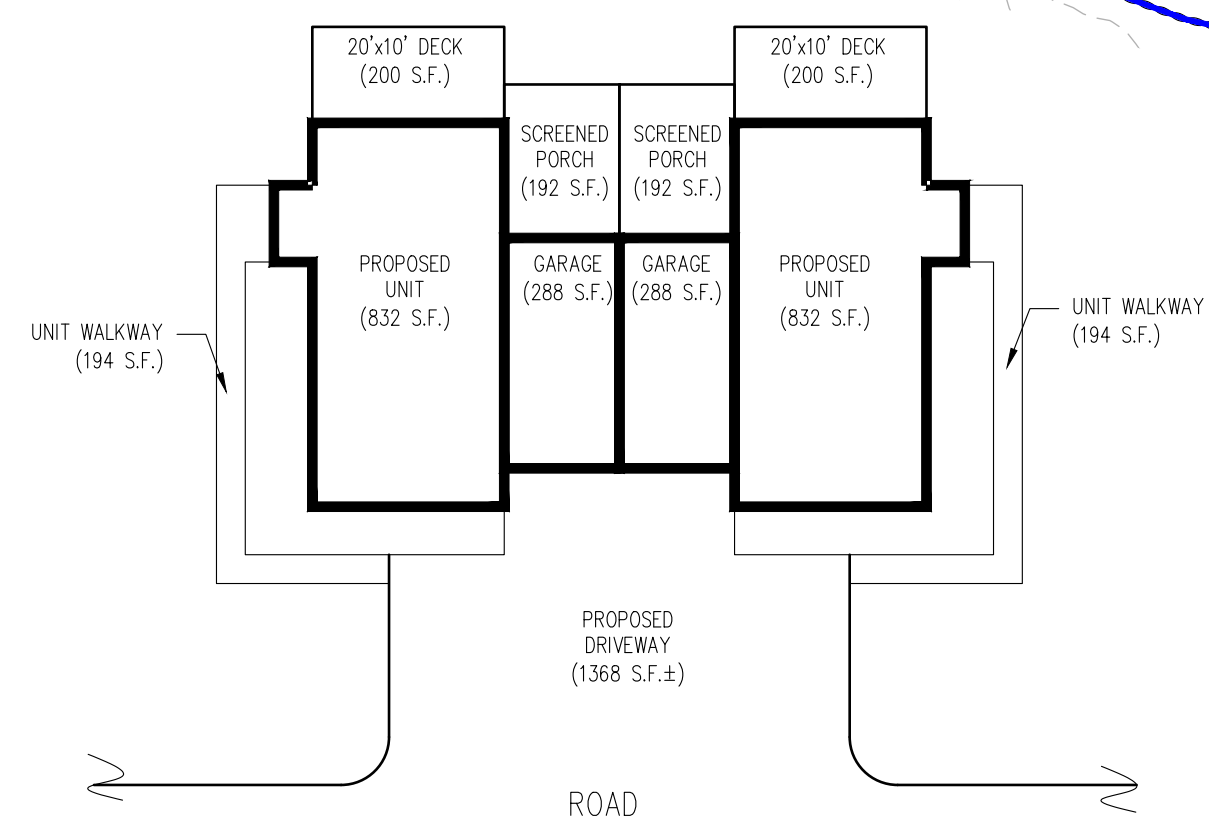 20'x10' DECK
(200 S.F.)
20'x10' DECK
(200 S.F.)
SCREENED
PORCH
(192 S.F.)
SCREENED
PORCH
(192 S.F.)
PROPOSED
UNIT
(832 S.F.)
GARAGE
(288 S.F.)
GARAGE
(288 S.F.)
PROPOSED
UNIT
(832 S.F.)
UNIT WALKWAY
(194 S.F.)
UNIT WALKWAY
(194 S.F.)
PROPOSED
DRIVEWAY
(1368 S.F.±)
ROAD